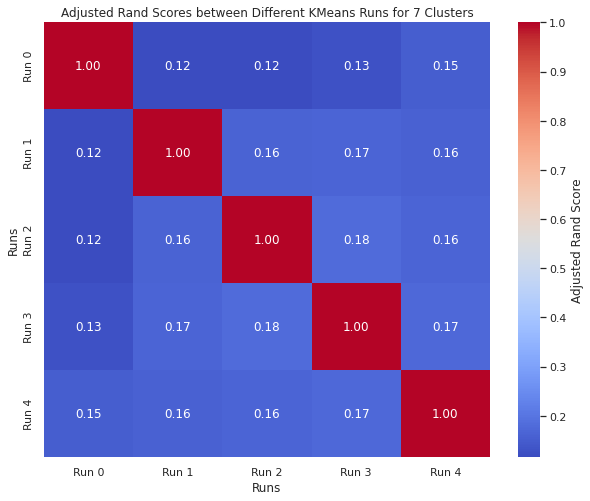 Adjusted Rand Scores between Different KMeans Runs for 7 Clusters
Runs
Run 0
1.00
0.12
0.12
0.13
0.15
Run 1
0.12
1.00
0.16
0.17
0.16
Run 2
0.12
0.16
1.00
0.18
0.16
Run 3
0.13
0.17
0.18
1.00
0.17
Run 4
0.15
0.16
0.16
0.17
1.00
Run 0
Run 1
Run 2
Run 3
Run 4
Runs
1.0
0.9
0.8
0.7
0.6
0.5
0.4
0.3
0.2
Adjusted Rand Score